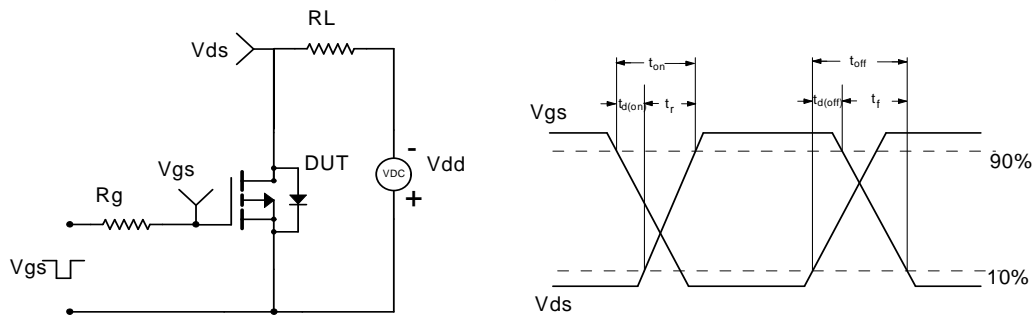 RL
Vds
DUT
Vgs
Rg
VDC
Vdd
-
+
Vgs
t_on
t_d(on)
t_r
t_off
t_d(off)
t_f
Vgs
90%
10%
Vds